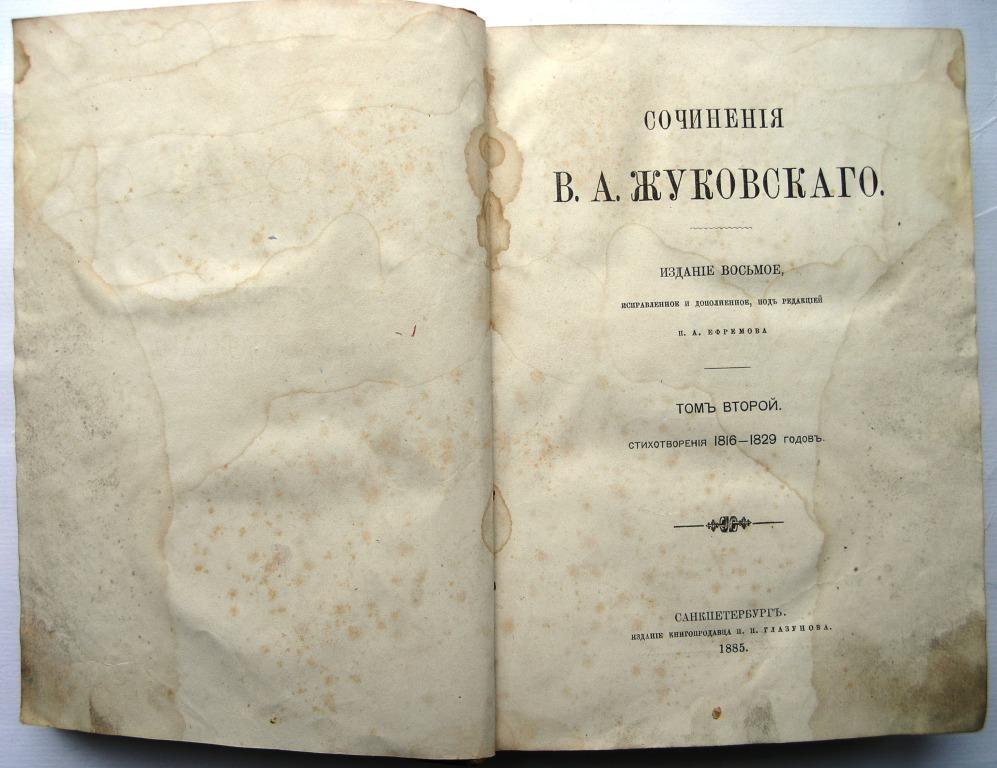 СОЧИНЕНІЯ
В. А. ЖУКОВСКАГО.
ИЗДАНІЕ ВОСЬМОЕ,
ИСПРАВЛЕННОЕ И ДОПОЛНЕННОЕ, ПОДЪ РЕДАКЦІЕЙ
П. А. ЕФРЕМОВА
ТОМЪ ВТОРОЙ.
СТИХОТВОРЕНІЯ 1816—1829 ГОДОВЪ.
САНКПЕТЕРБУРГЪ.
ИЗДАНІЕ КНИГОПРОДАВЦА И. И. ГЛАЗУНОВА.
1885.